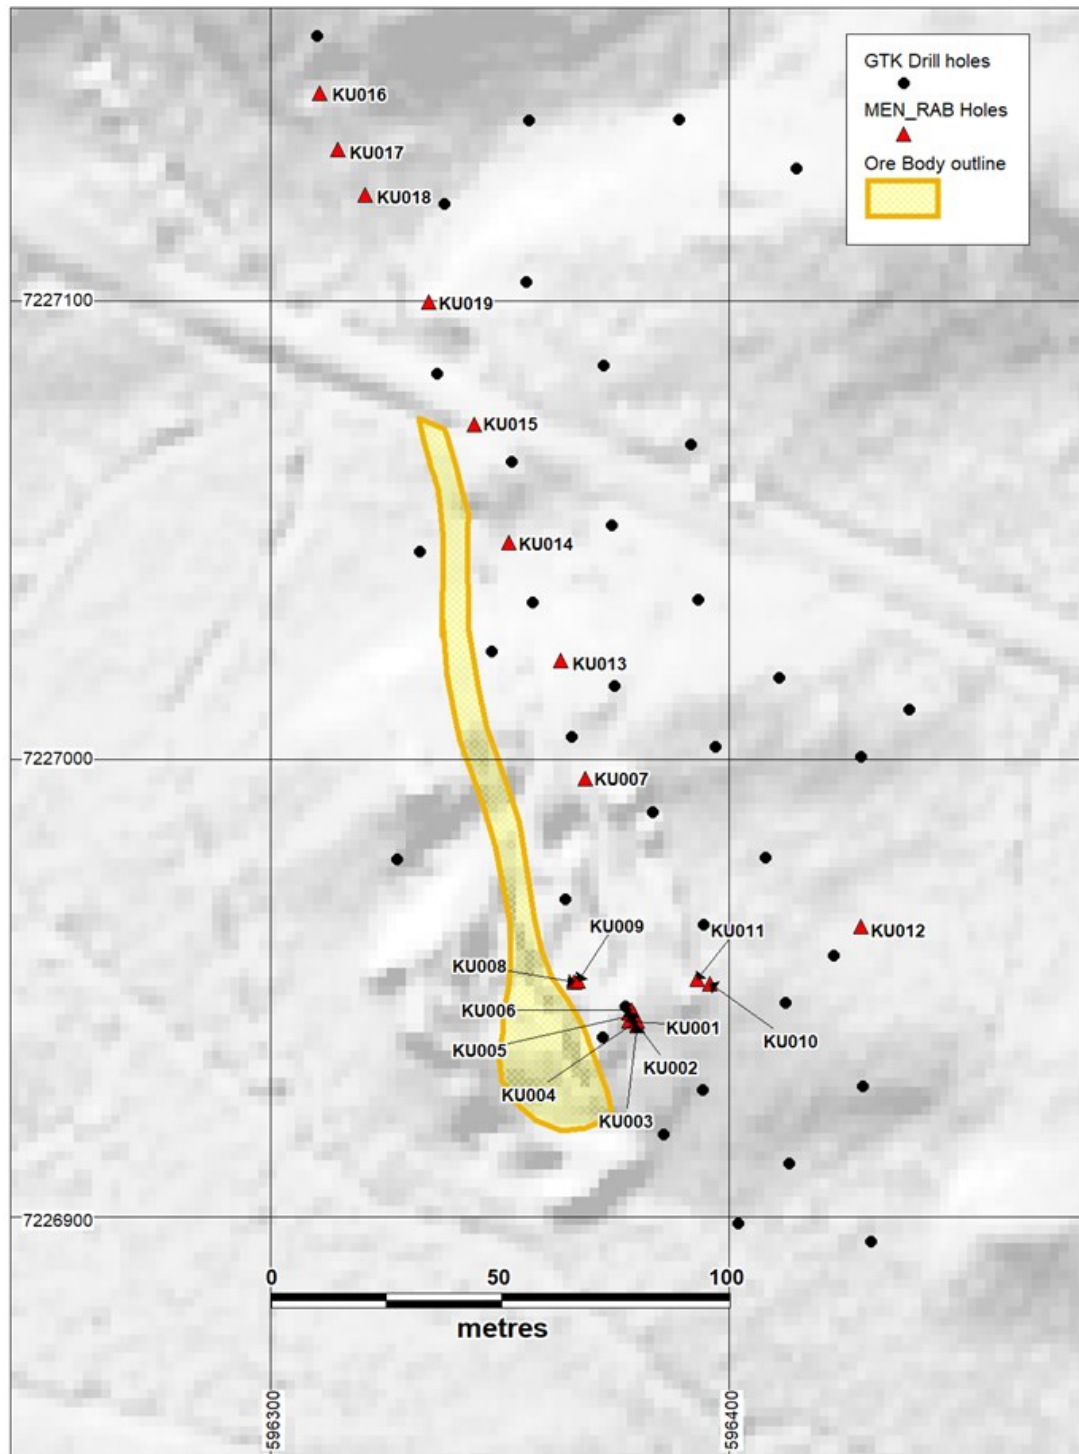 GTK Drill holes
MEN_RAB Holes
Ore Body outline
KU016
KU017
KU018
7227100
KU019
KU015
KU014
KU013
7227000
KU007
KU009
KU011
KU012
KU008
KU006
KU001
KU010
KU005
KU002
KU004
KU003
7226900
0 50 100
metres
596300
596400